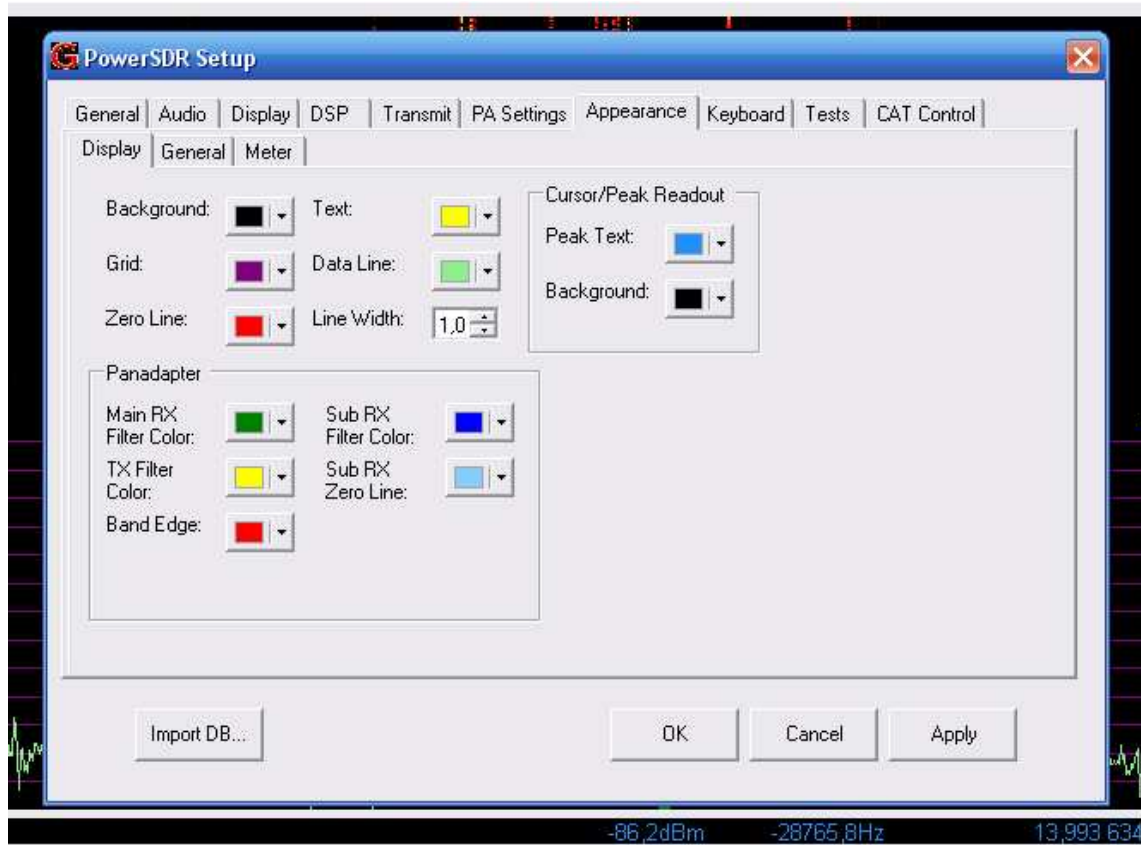 PowerSDR Setup
General Audio Display DSP Transmit PA Settings Appearance Keyboard Tests CAT Control
Display General Meter
Background: Text:
Grid: Data Line:
Zero Line: Line Width: 1,0
Cursor/Peak Readout
Peak Text:
Background:
Panadapter
Main RX Sub RX
Filter Color: Filter Color:
TX Filter Sub RX
Color: Zero Line:
Band Edge:
Import DB... OK Cancel Apply
-86,2dBm -28765,8Hz 13,993 634